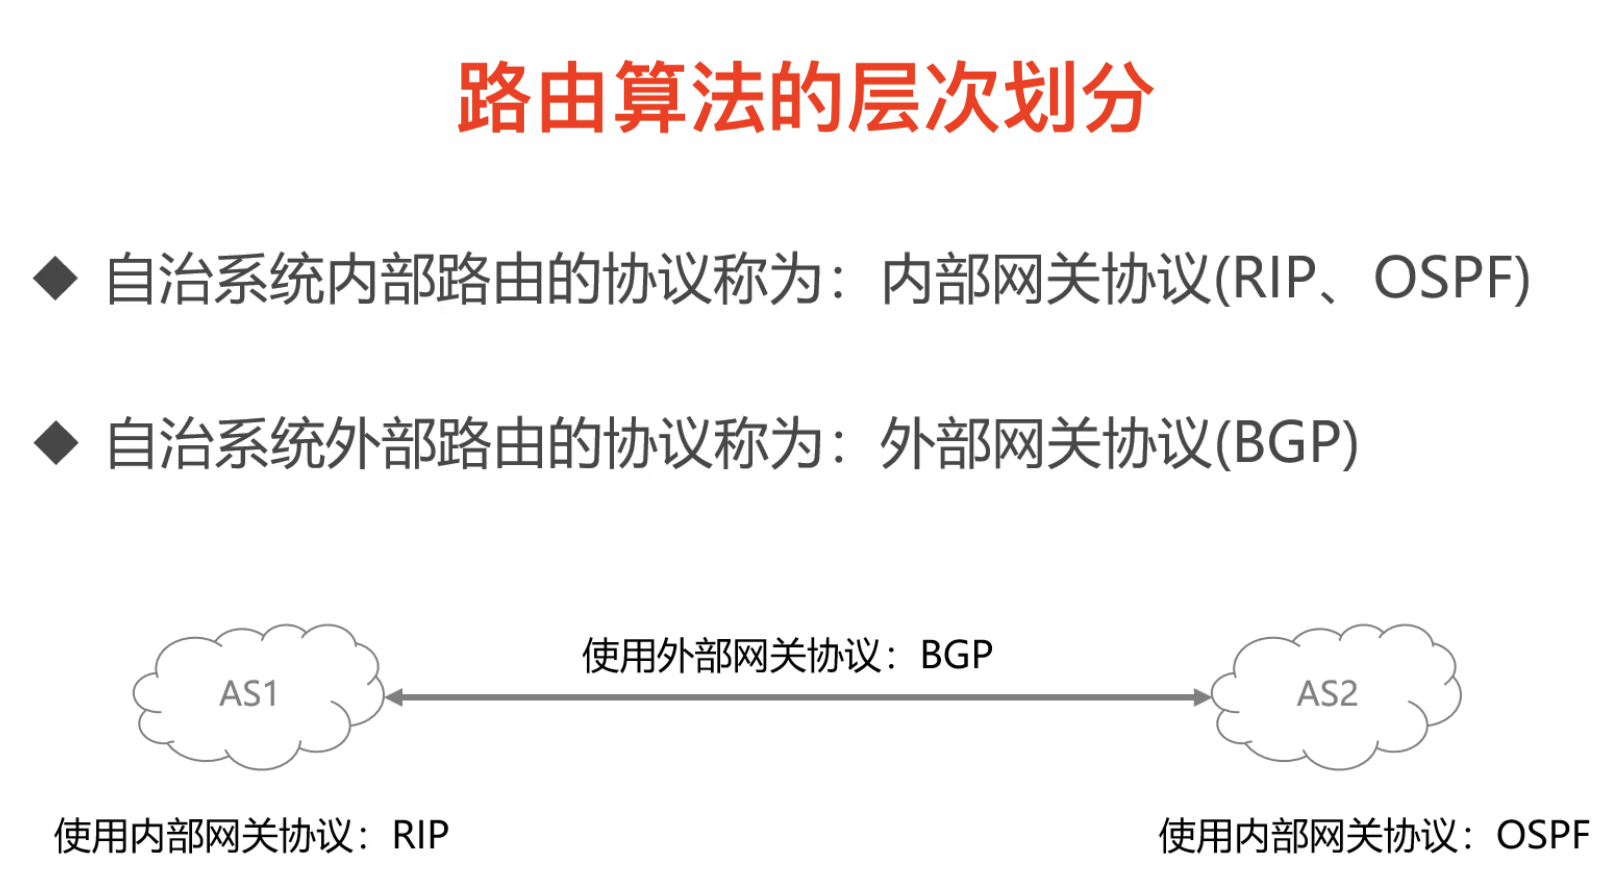 路由算法的层次划分
◆ 自治系统内部路由的协议称为：内部网关协议(RIP、OSPF)
◆ 自治系统外部路由的协议称为：外部网关协议(BGP)
使用外部网关协议：BGP
AS1
AS2
使用内部网关协议：RIP
使用内部网关协议：OSPF